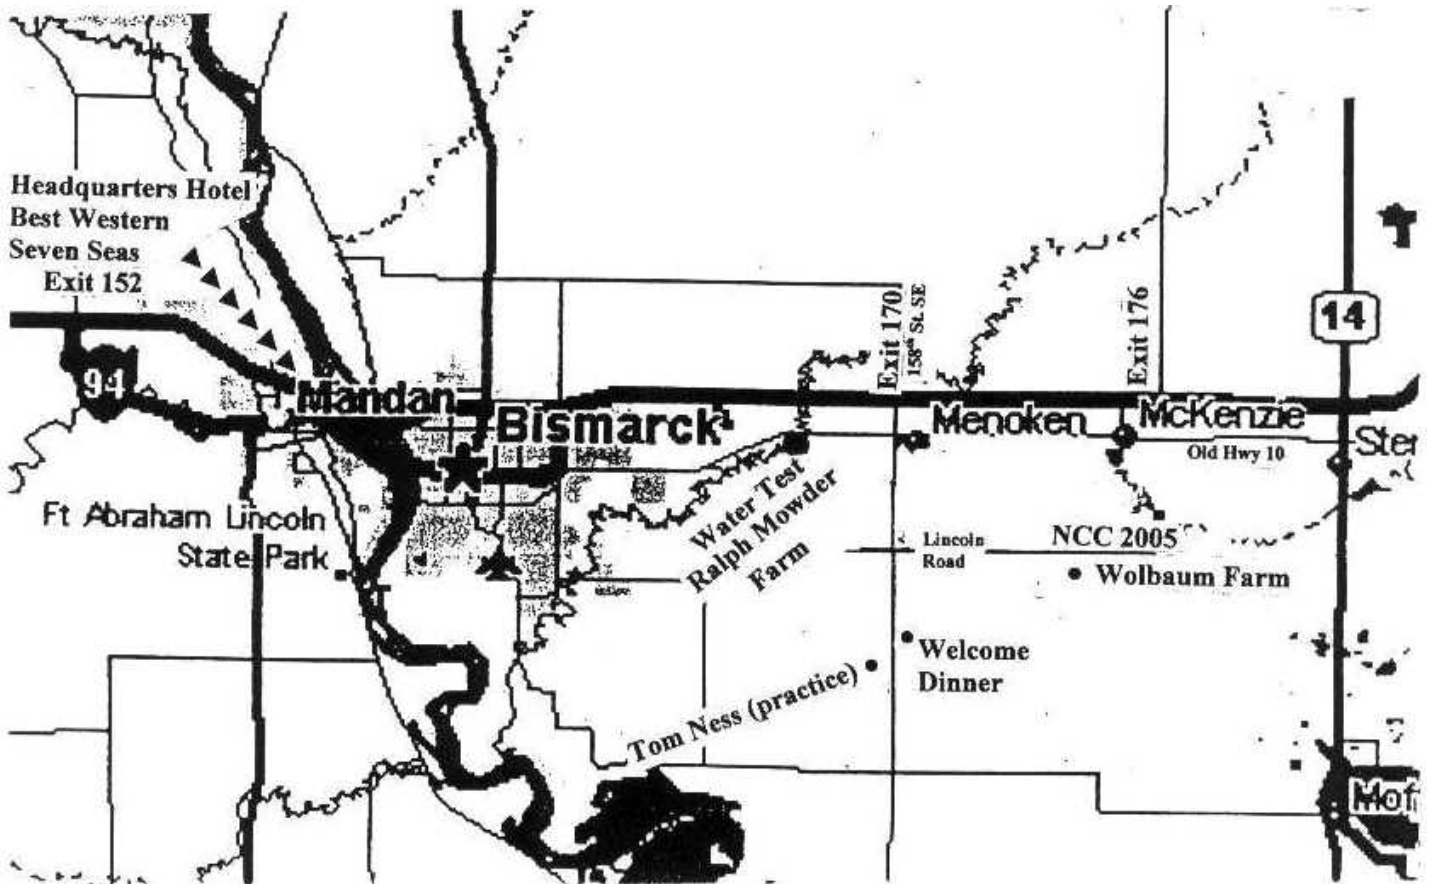 Headquarters Hotel
Best Western
Seven Seas
Exit 152
94
Mandan
Bismarck
Exit 170
158th St. SE
Exit 176
14
Menoken
McKenzie
Old Hwy 10
Ster
Ft Abraham Lincoln
State Park
Water Test
Ralph Mowder
Farm
Lincoln
Road
NCC 2005
Wolbaum Farm
Welcome
Dinner
Tom Ness (practice)
Mof